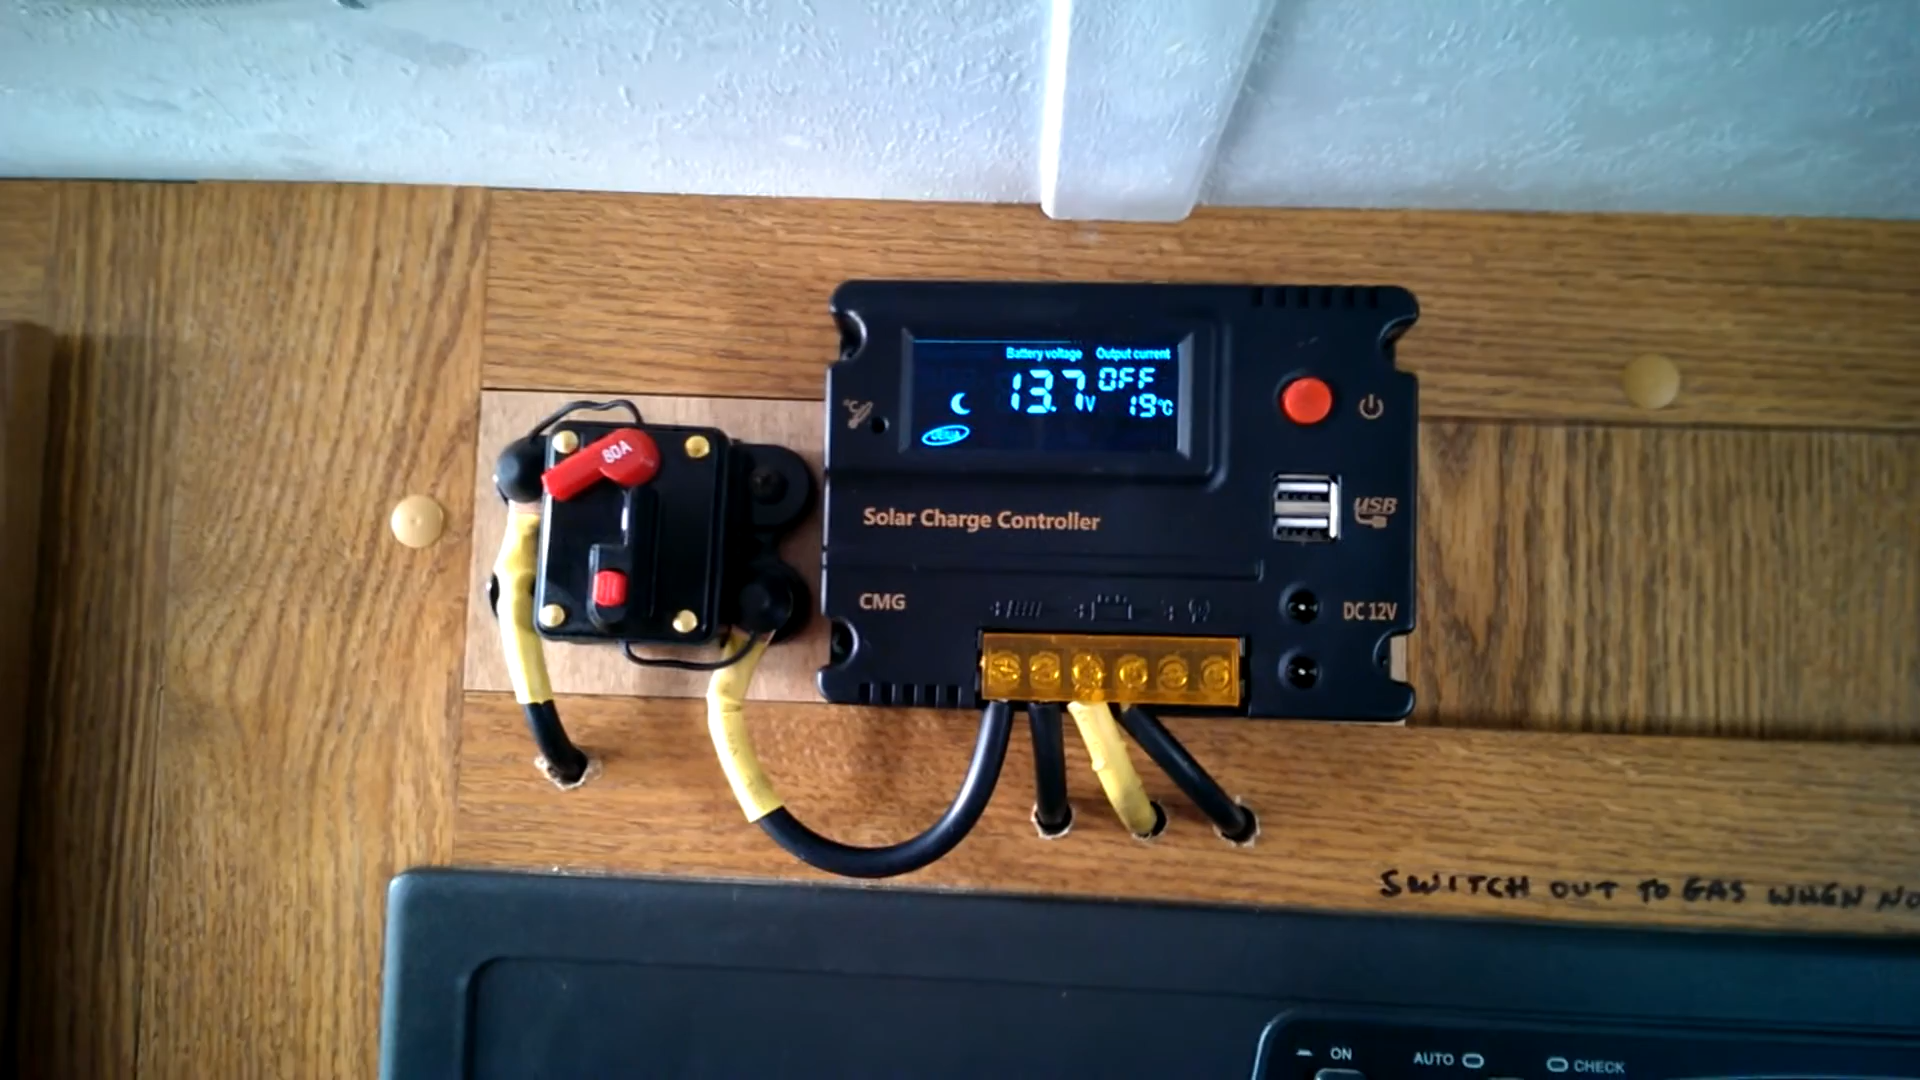 Battery voltage Output current
13.7V OFF
19°C
°C
80A
Solar Charge Controller
USB
CMG
DC 12V
SWITCH OUT TO GAS WHEN NO
ON AUTO CHECK